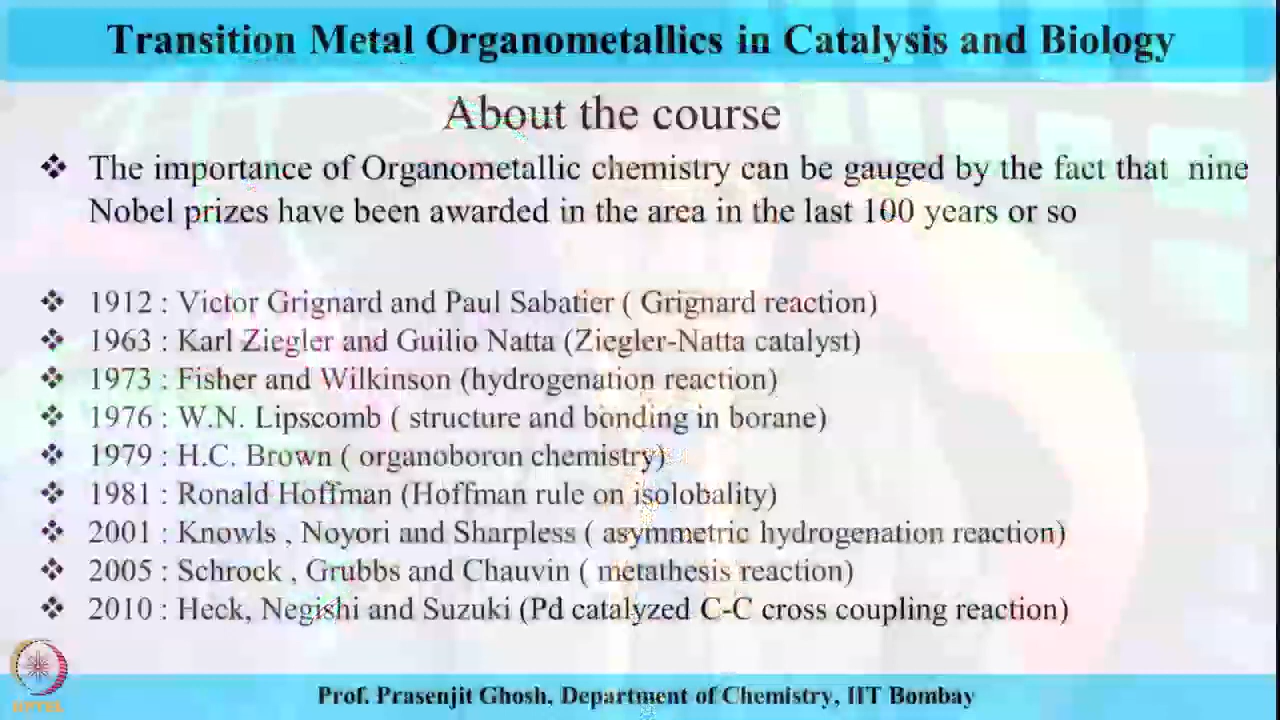 Transition Metal Organometallics in Catalysis and Biology
About the course
❖ The importance of Organometallic chemistry can be gauged by the fact that nine
Nobel prizes have been awarded in the area in the last 100 years or so
❖ 1912 : Victor Grignard and Paul Sabatier ( Grignard reaction)
❖ 1963 : Karl Ziegler and Guilio Natta (Ziegler-Natta catalyst)
❖ 1973 : Fisher and Wilkinson (hydrogenation reaction)
❖ 1976 : W.N. Lipscomb ( structure and bonding in borane)
❖ 1979 : H.C. Brown ( organoboron chemistry)
❖ 1981 : Ronald Hoffman (Hoffman rule on isolobality)
❖ 2001 : Knowls , Noyori and Sharpless ( asymmetric hydrogenation reaction)
❖ 2005 : Schrock , Grubbs and Chauvin ( metathesis reaction)
❖ 2010 : Heck, Negishi and Suzuki (Pd catalyzed C-C cross coupling reaction)
NPTEL
Prof. Prasenjit Ghosh, Department of Chemistry, IIT Bombay